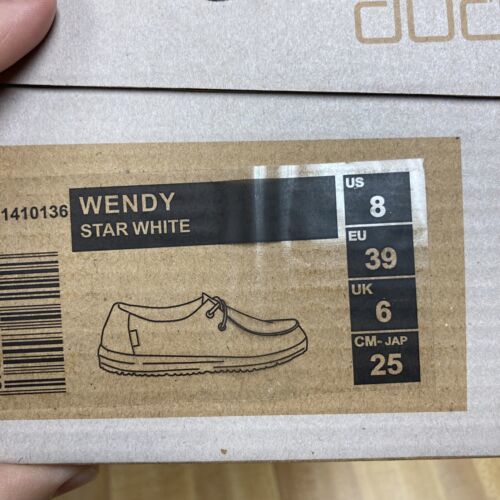 1410136
WENDY
STAR WHITE
US
8
EU
39
UK
6
CM- JAP
25